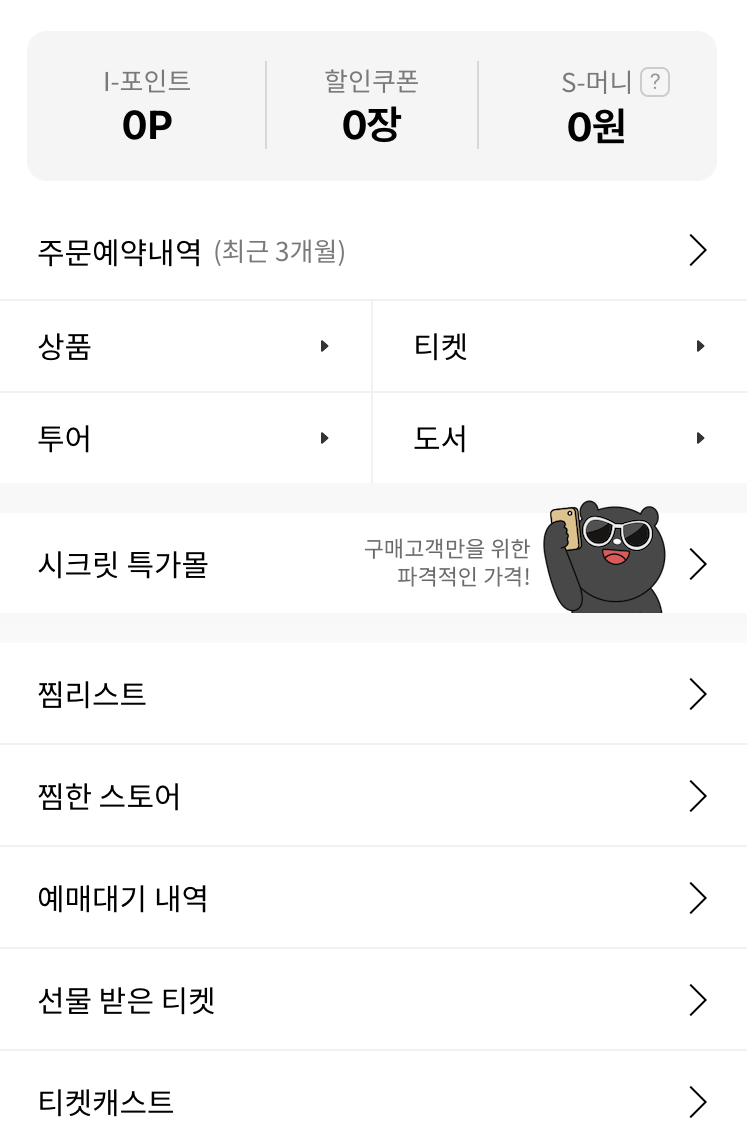 I-포인트 할인쿠폰 S-머니 ?
0P 0장 0원
주문예약내역 (최근 3개월)
상품 티켓
투어 도서
시크릿 특가몰
구매고객만을 위한
파격적인 가격!
찜리스트
찜한 스토어
예매대기 내역
선물 받은 티켓
티켓캐스트